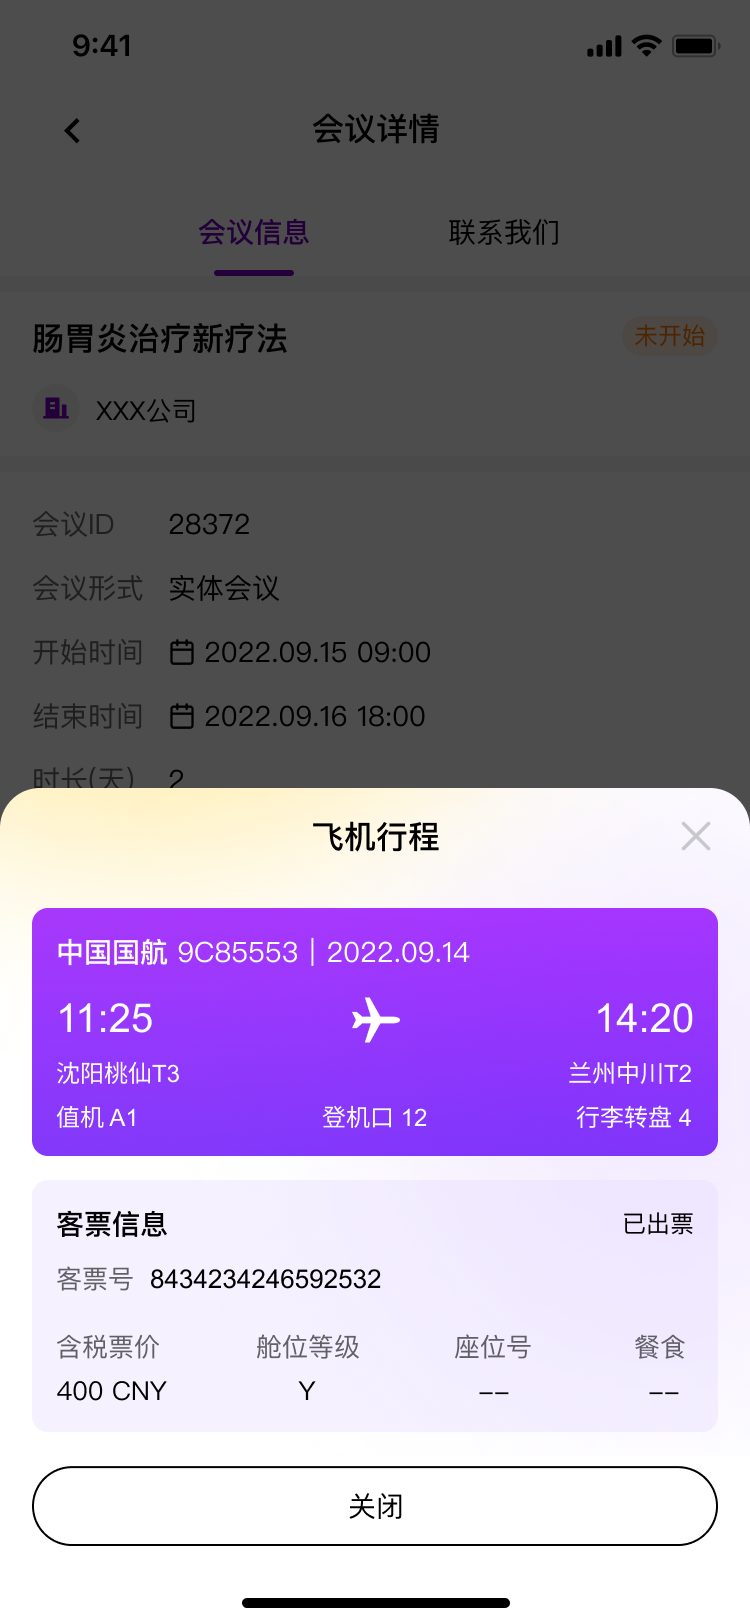 9:41
会议详情
会议信息 联系我们
肠胃炎治疗新疗法 未开始
XXX公司
会议ID 28372
会议形式 实体会议
开始时间 2022.09.15 09:00
结束时间 2022.09.16 18:00
时长(天) 2
飞机行程
中国国航 9C85553 | 2022.09.14
11:25 14:20
沈阳桃仙T3 兰州中川T2
值机 A1 登机口 12 行李转盘 4
客票信息 已出票
客票号 8434234246592532
含税票价 舱位等级 座位号 餐食
400 CNY Y -- --
关闭